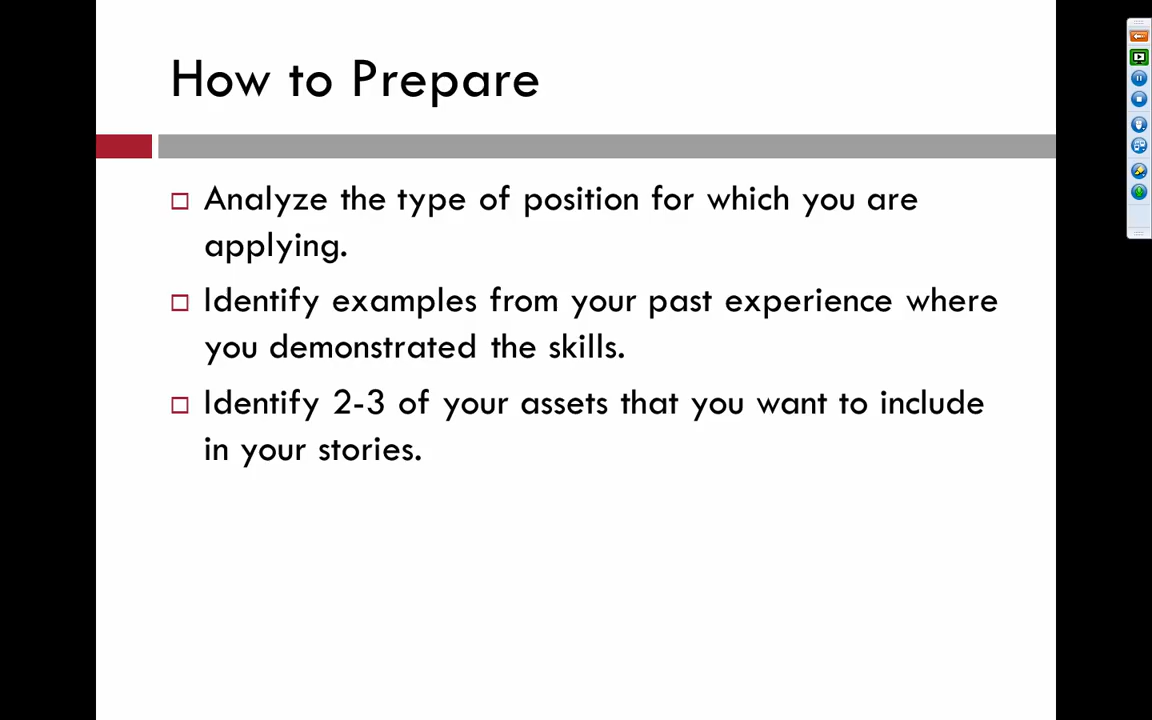 How to Prepare
Analyze the type of position for which you are
applying.
Identify examples from your past experience where
you demonstrated the skills.
Identify 2-3 of your assets that you want to include
in your stories.